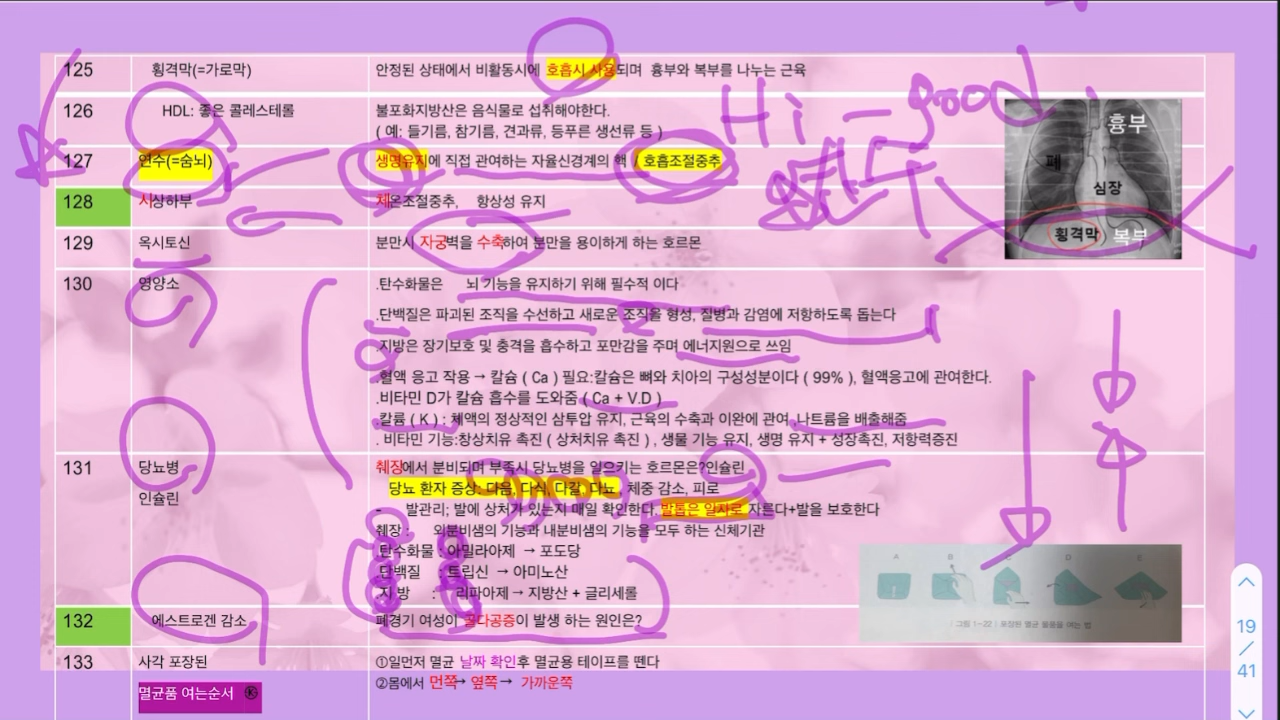 125 횡격막(=가로막) 안정된 상태에서 비활동시에 호흡시 사용되며 흉부와 복부를 나누는 근육
126 HDL: 좋은 콜레스테롤 불포화지방산은 음식물로 섭취해야한다.
( 예: 들기름, 참기름, 견과류, 등푸른 생선류 등 )
Hi - good
127 연수(=숨뇌) 생명유지에 직접 관여하는 자율신경계의 핵 / 호흡조절중추
128 시상하부 체온조절중추, 항상성 유지
흉부
폐
심장
횡격막 복부
129 옥시토신 분만시 자궁벽을 수축하여 분만을 용이하게 하는 호르몬
130 영양소 .탄수화물은 뇌 기능을 유지하기 위해 필수적 이다
.단백질은 파괴된 조직을 수선하고 새로운 조직을 형성, 질병과 감염에 저항하도록 돕는다
.지방은 장기보호 및 충격을 흡수하고 포만감을 주며 에너지원으로 쓰임
.혈액 응고 작용 → 칼슘 ( Ca ) 필요:칼슘은 뼈와 치아의 구성성분이다 ( 99% ), 혈액응고에 관여한다.
.비타민 D가 칼슘 흡수를 도와줌 ( Ca + V.D )
.칼륨 ( K ) : 체액의 정상적인 삼투압 유지, 근육의 수축과 이완에 관여, 나트륨을 배출해줌
. 비타민 기능:창상치유 촉진 ( 상처치유 촉진 ) , 생물 기능 유지, 생명 유지 + 성장촉진, 저항력증진
131 당뇨병 췌장에서 분비되며 부족시 당뇨병을 일으키는 호르몬은?인슐린
인슐린 당뇨 환자 증상: 다음, 다식, 다갈, 다뇨 , 체중 감소, 피로
- 발관리; 발에 상처가 있는지 매일 확인한다. 발톱은 일자로 자른다+발을 보호한다
췌장 : 외분비샘의 기능과 내분비샘의 기능을 모두 하는 신체기관
.탄수화물 : 아밀라아제 → 포도당
.단백질 : 트립신 → 아미노산
.지 방 : 리파아제 → 지방산 + 글리세롤
A B D E
그림 1-22 | 포장된 멸균 물품을 여는 법
132 에스트로겐 감소 폐경기 여성이 골다공증이 발생 하는 원인은?
133 사각 포장된 ①일먼저 멸균 날짜 확인후 멸균용 테이프를 뗀다
멸균품 여는순서 ㉿ ②몸에서 먼쪽→ 옆쪽→ 가까운쪽
19
/
41